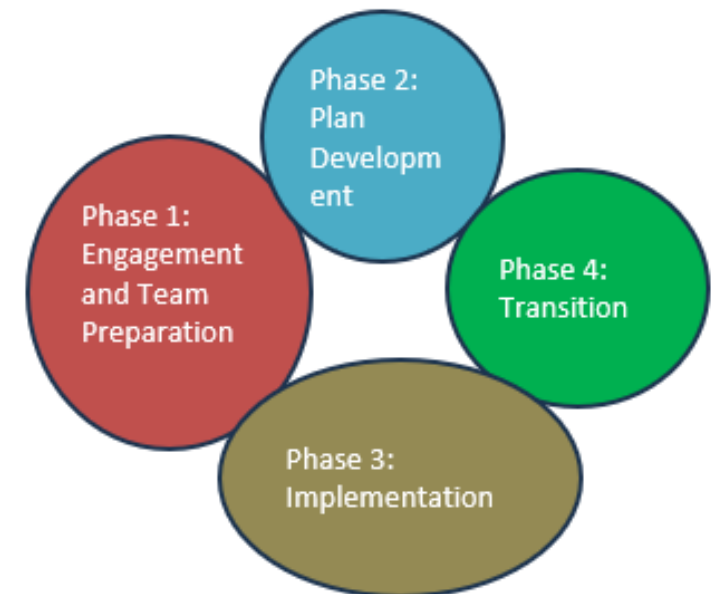 Phase 1:
Engagement
and Team
Preparation
Phase 2:
Plan
Developm
ent
Phase 3:
Implementation
Phase 4:
Transition